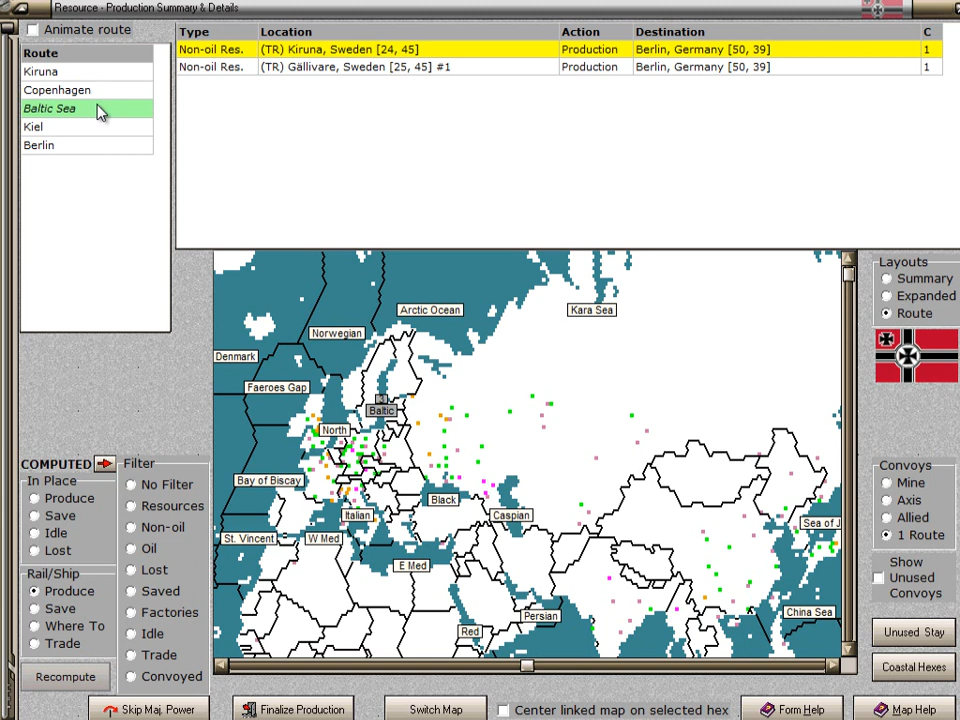 Resource - Production Summary & Details
Animate route
Route
Kiruna
Copenhagen
Baltic Sea
Kiel
Berlin
Type Location Action Destination C
Non-oil Res. (TR) Kiruna, Sweden [24, 45] Production Berlin, Germany [50, 39] 1
Non-oil Res. (TR) Gällivare, Sweden [25, 45] #1 Production Berlin, Germany [50, 39] 1
Arctic Ocean
Kara Sea
Norwegian
Denmark
Faeroes Gap
3
Baltic
North
Bay of Biscay
Black
Italian
Caspian
St. Vincent
W Med
Sea of J
E Med
Persian
China Sea
Red
Layouts
Summary
Expanded
Route
Convoys
Mine
Axis
Allied
1 Route
Show
Unused
Convoys
Unused Stay
Coastal Hexes
COMPUTED
In Place
Produce
Save
Idle
Lost
Rail/Ship
Produce
Save
Where To
Trade
Recompute
Filter
No Filter
Resources
Non-oil
Oil
Lost
Saved
Factories
Idle
Trade
Convoyed
Skip Maj. Power
Finalize Production
Switch Map
Center linked map on selected hex
Form Help
Map Help